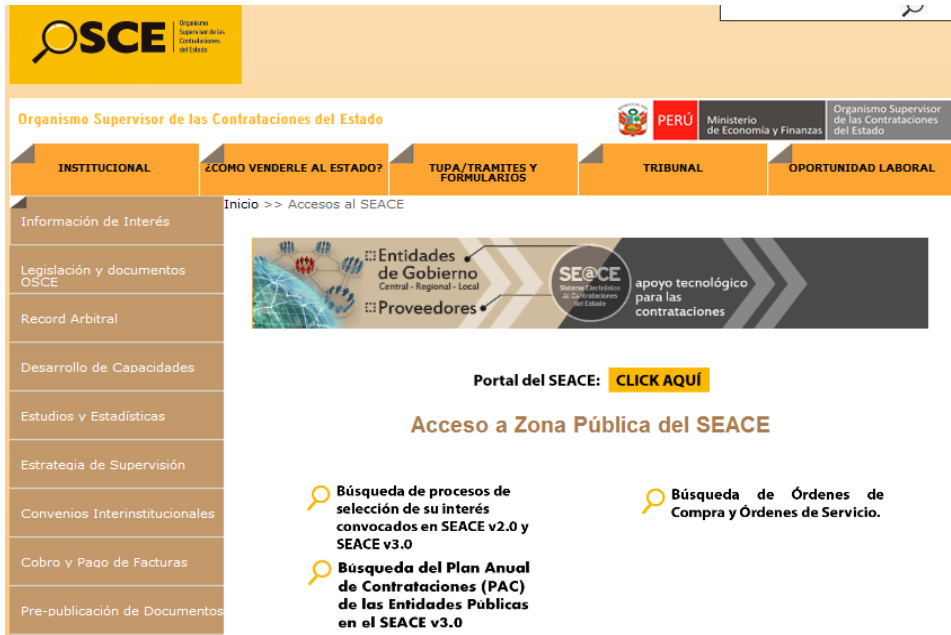 OSCE
Organismo
Supervisor de las
Contrataciones
del Estado
Organismo Supervisor de las Contrataciones del Estado
PERÚ
Ministerio
de Economía y Finanzas
Organismo Supervisor
de las Contrataciones
del Estado
INSTITUCIONAL
¿COMO VENDERLE AL ESTADO?
TUPA/TRAMITES Y
FORMULARIOS
TRIBUNAL
OPORTUNIDAD LABORAL
Inicio >> Accesos al SEACE
Información de Interés
Legislación y documentos
OSCE
Record Arbitral
Desarrollo de Capacidades
Estudios y Estadísticas
Estrategia de Supervisión
Convenios Interinstitucionales
Cobro y Pago de Facturas
Pre-publicación de Documentos
Entidades
de Gobierno
Central - Regional - Local
Proveedores
SE@CE
Sistema Electrónico
de Contrataciones
del Estado
apoyo tecnológico
para las
contrataciones
Portal del SEACE: CLICK AQUÍ
Acceso a Zona Pública del SEACE
Búsqueda de procesos de
selección de su interés
convocados en SEACE v2.0 y
SEACE v3.0
Búsqueda del Plan Anual
de Contrataciones (PAC)
de las Entidades Públicas
en el SEACE v3.0
Búsqueda de Órdenes de
Compra y Órdenes de Servicio.